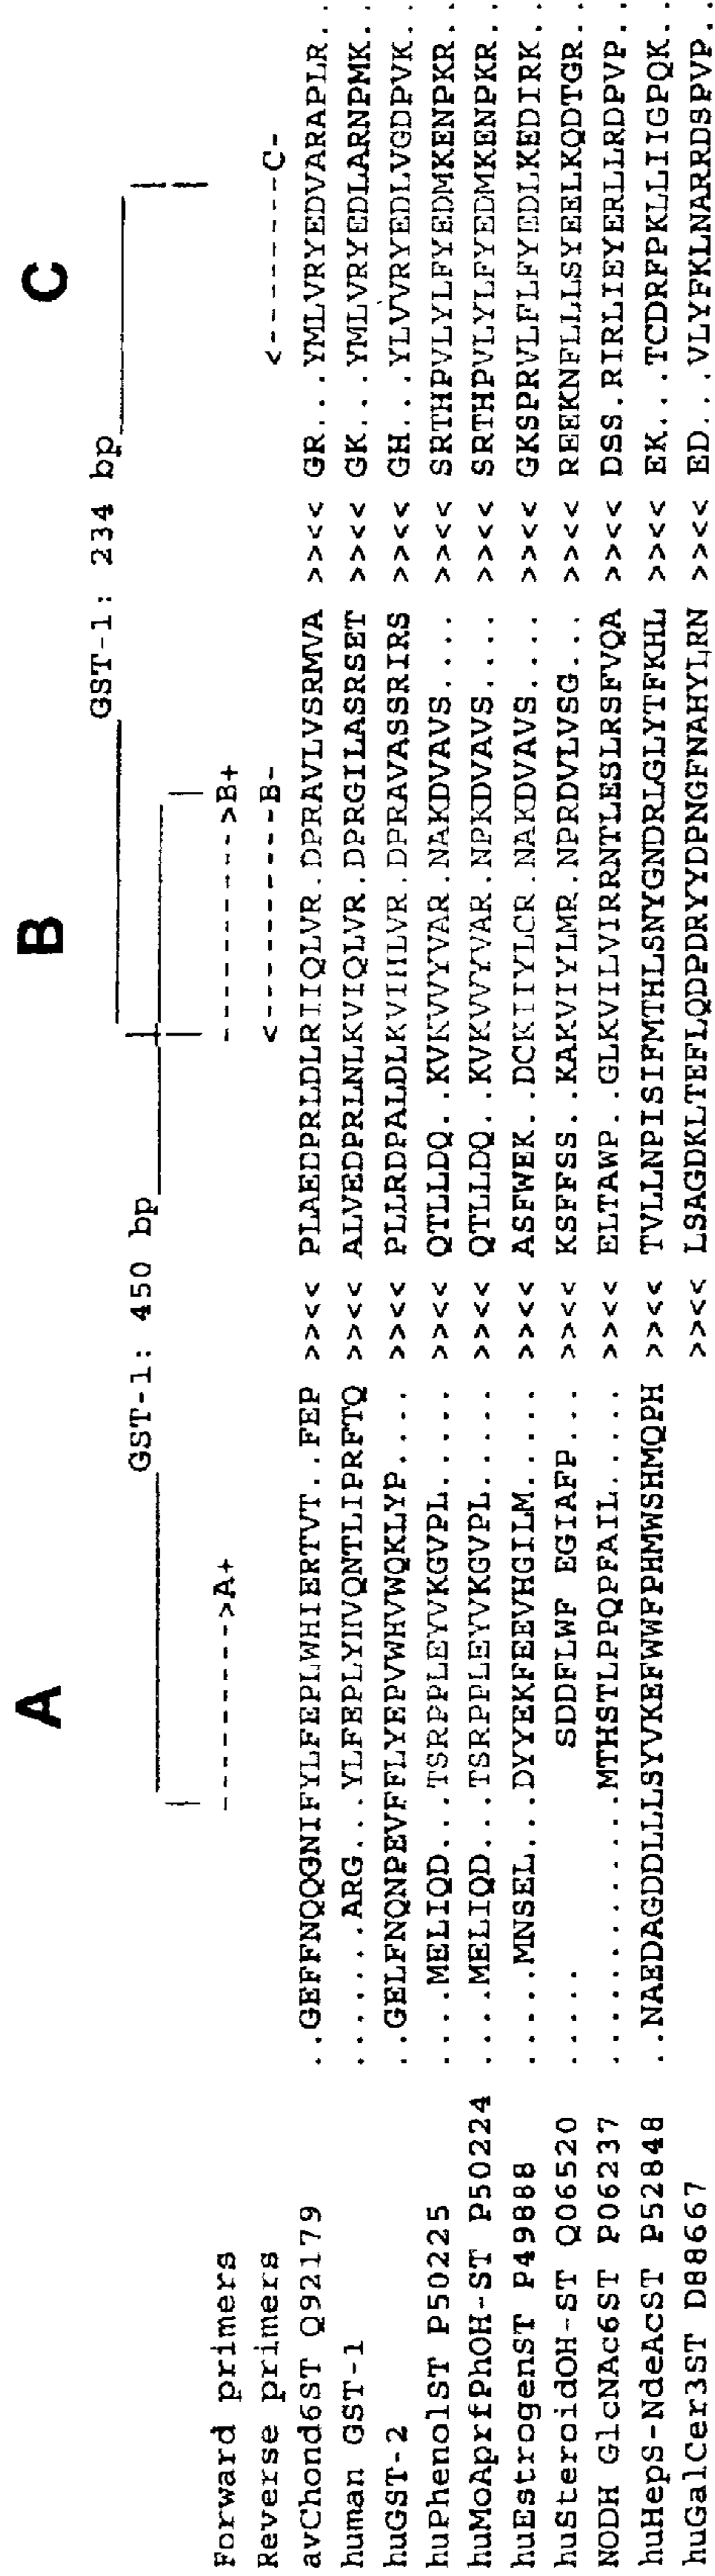 A B C
GST-1: 234 bp
GST-1: 450 bp
Forward primers -------->A+ --------->B+
Reverse primers <---------B- <---------C-
avChond6ST Q92179 ..GEFFNQQGNIFYLFEPLWHIERTVT..FEP >><< PLAEDPRLDLRIIQLVR.DPRAVLVSRMVA >><< GR...YMLVRYEDVARAPLR..
human GST-1 ......ARG...YLFEPLYHVQNTLIPRFTQ >><< ALVEDPRLNLKVIQLVR.DPRGILASRSET >><< GK...YMLVRYEDLARNPMK..
huGST-2 ..GELFNQNPEVFFLYEPVWHVWQKLYP.... >><< PLLRDPALDLKVIHLVR.DPRAVASSRIRS >><< GH...YLVVRYEDLVGDPVK..
huPhenolST P50225 ....MELIQD...TSRPPLEYVKGVPL..... >><< QTLLDQ..KVKVVYVAR.NAKDVAVS.... >><< SRTHPVLYLFYEDMKENPKR..
huMoAprfPhOH-ST P50224 ....MELIQD...TSRPPLEYVKGVPL..... >><< QTLLDQ..KVKVVYVAR.NPKDVAVS.... >><< SRTHPVLYLFYEDMKENPKR..
huEstrogenST P49888 .....MNSEL...DYYEKFEEVHGILM..... >><< ASFWEK..DCKIIYLCR.NAKDVAVS.... >><< GKSPRVLFLFYEDLKEDIRK..
huSteroidOH-ST Q06520 ..... SDDFLWF EGIAFP... >><< KSFFSS..KAKVIYLMR.NPRDVLVSG... >><< REEKNFLLLSYEELKQDTGR..
NODH GlcNAc6ST P06237 .............MTHSTLPPQPFAIL..... >><< ELTAWP..GLKVILVIRRNTLESLRSFVQA >><< DSS.RIRLIEYERLLRDPVP..
huHepS-NdeAcST P52848 ..NAEDAGDDLLLSYVKEFWWFPHMWSHMQPH >><< TVLLNPISIFMTHLSNYGNDRLGLYTFKHL >><< EK...TCDRFPKLLIIGPQK..
huGalCer3ST D88667 >><< LSAGDKLTEFLQDPDRYYDPNGFNAHYLRN >><< ED...VLYFKLNARRDSPVP..